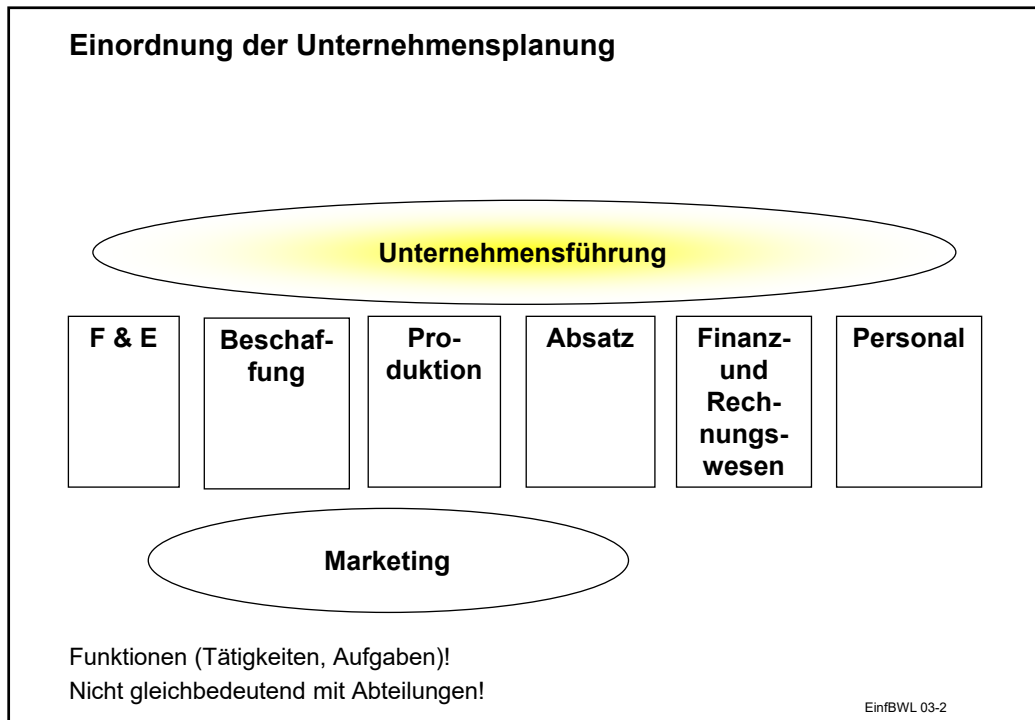 Einordnung der Unternehmensplanung
Unternehmensführung
F & E
Beschaf-
fung
Pro-
duktion
Absatz
Finanz-
und
Rech-
nungs-
wesen
Personal
Marketing
Funktionen (Tätigkeiten, Aufgaben)!
Nicht gleichbedeutend mit Abteilungen!
EinfBWL 03-2